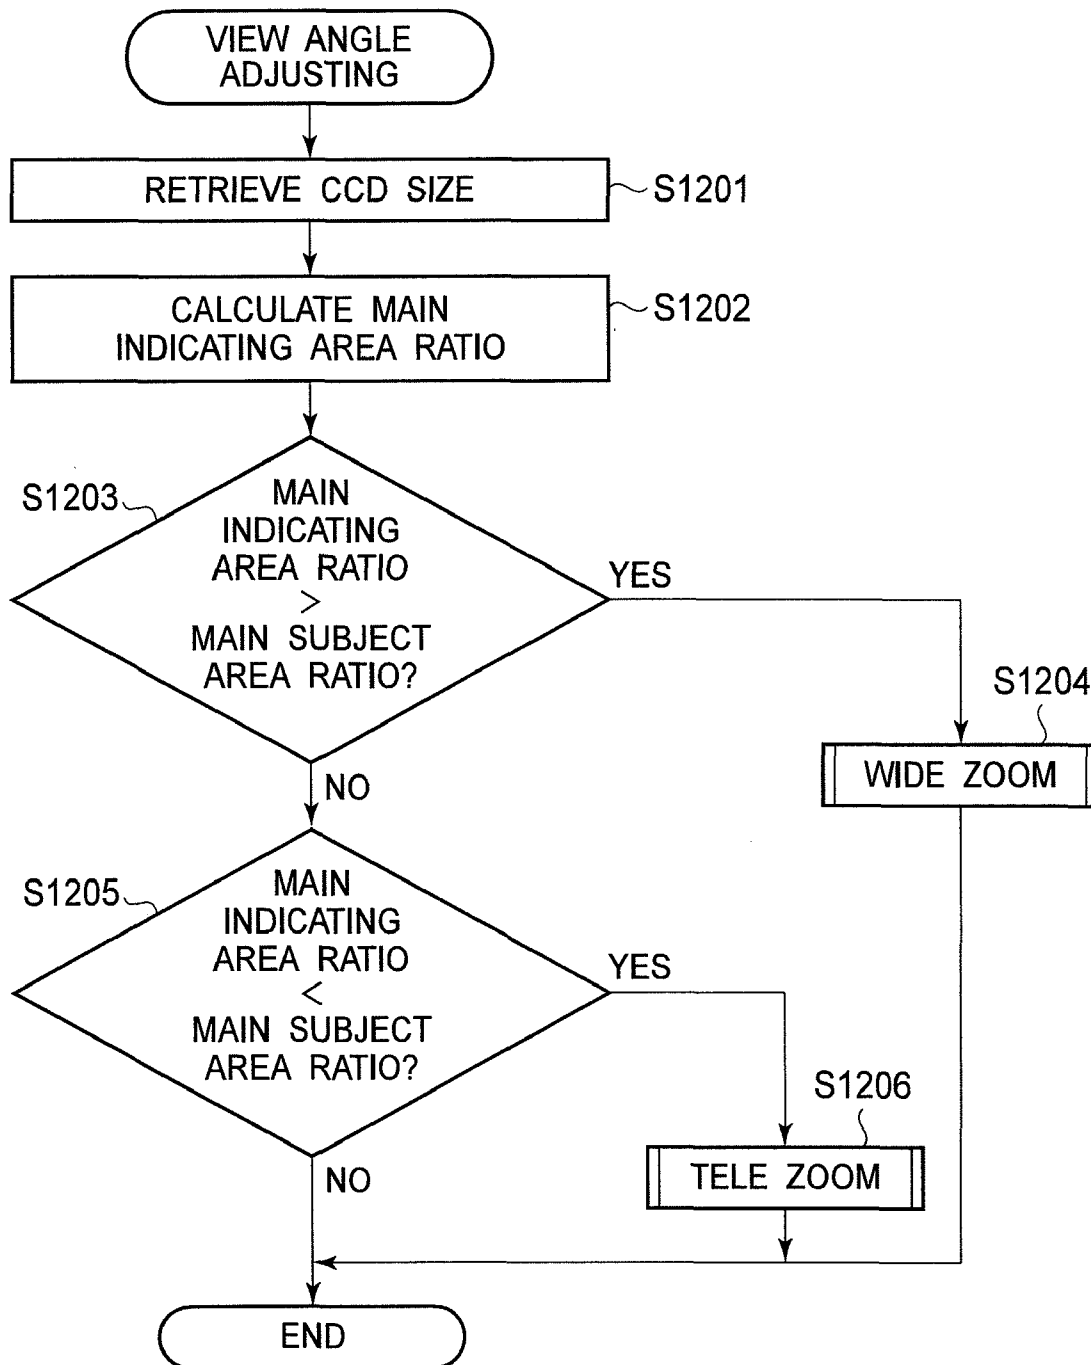 VIEW ANGLE
ADJUSTING
RETRIEVE CCD SIZE
S1201
CALCULATE MAIN
INDICATING AREA RATIO
S1202
S1203
MAIN
INDICATING
AREA RATIO
>
MAIN SUBJECT
AREA RATIO?
YES
S1204
WIDE ZOOM
NO
S1205
MAIN
INDICATING
AREA RATIO
<
MAIN SUBJECT
AREA RATIO?
YES
S1206
TELE ZOOM
NO
END